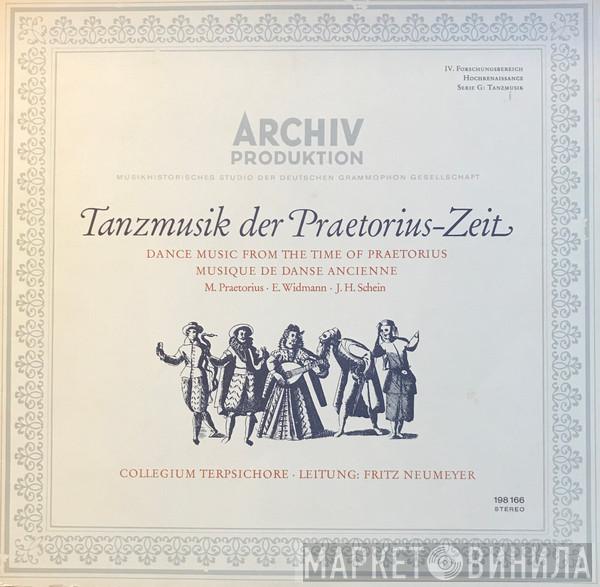 IV. Forschungsbereich
Hochrenaissance
Serie G: Tanzmusik
ARCHIV
PRODUKTION
MUSIKHISTORISCHES STUDIO DER DEUTSCHEN GRAMMOPHON GESELLSCHAFT
Tanzmusik der Praetorius-Zeit
DANCE MUSIC FROM THE TIME OF PRAETORIUS
MUSIQUE DE DANSE ANCIENNE
M. Praetorius · E. Widmann · J. H. Schein
COLLEGIUM TERPSICHORE · LEITUNG: FRITZ NEUMEYER
198 166
STEREO
МАРКЕТ ВИНИЛА